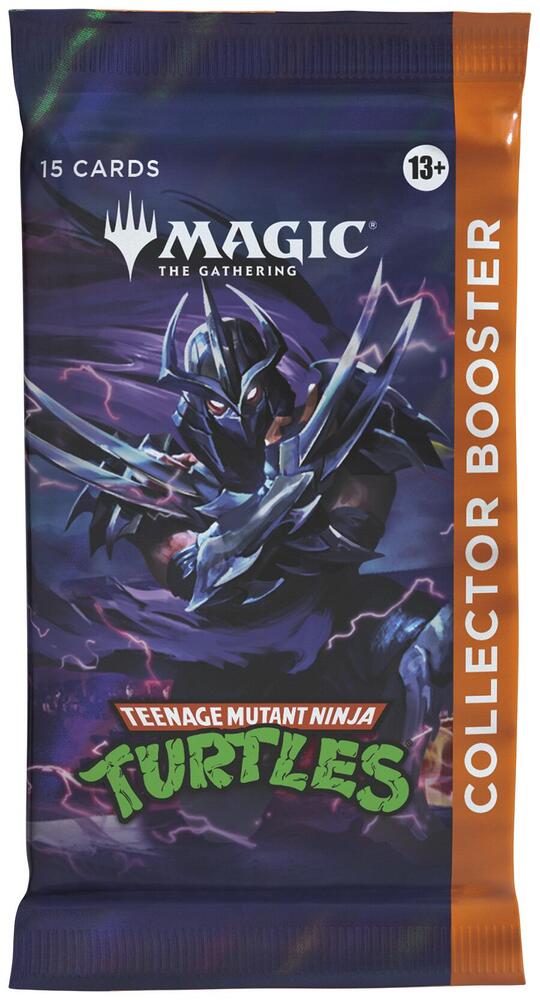 15 CARDS
13+
MAGIC®
THE GATHERING
TEENAGE MUTANT NINJA
TURTLES
COLLECTOR BOOSTER